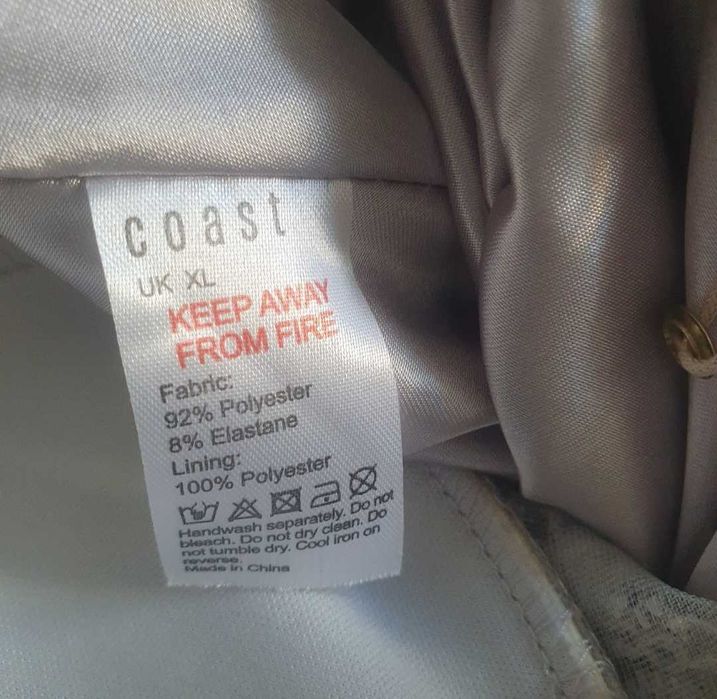 coast
UK XL
KEEP AWAY
FROM FIRE
Fabric:
92% Polyester
8% Elastane
Lining:
100% Polyester
Handwash separately. Do not
bleach. Do not dry clean. Do
not tumble dry. Cool iron on
reverse.
Made in China